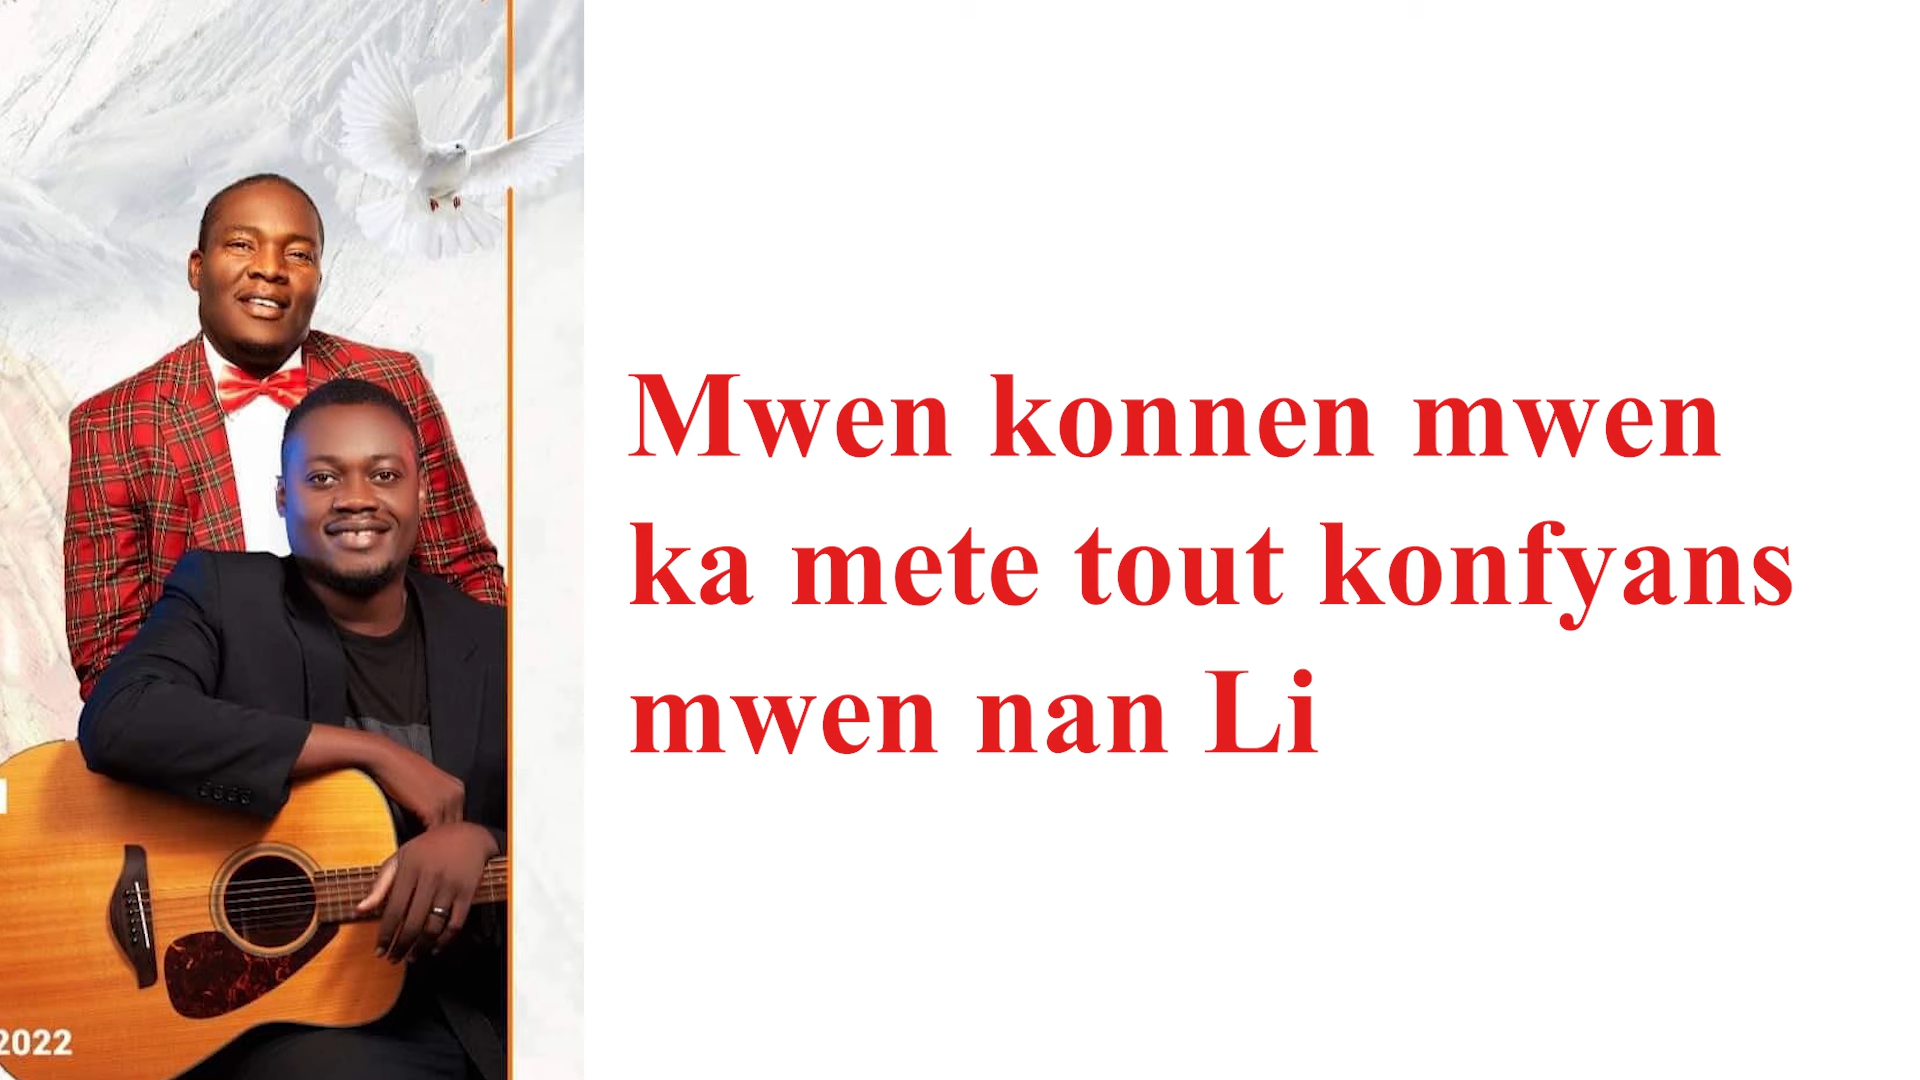 Mwen konnen mwen
ka mete tout konfyans
mwen nan Li
2022